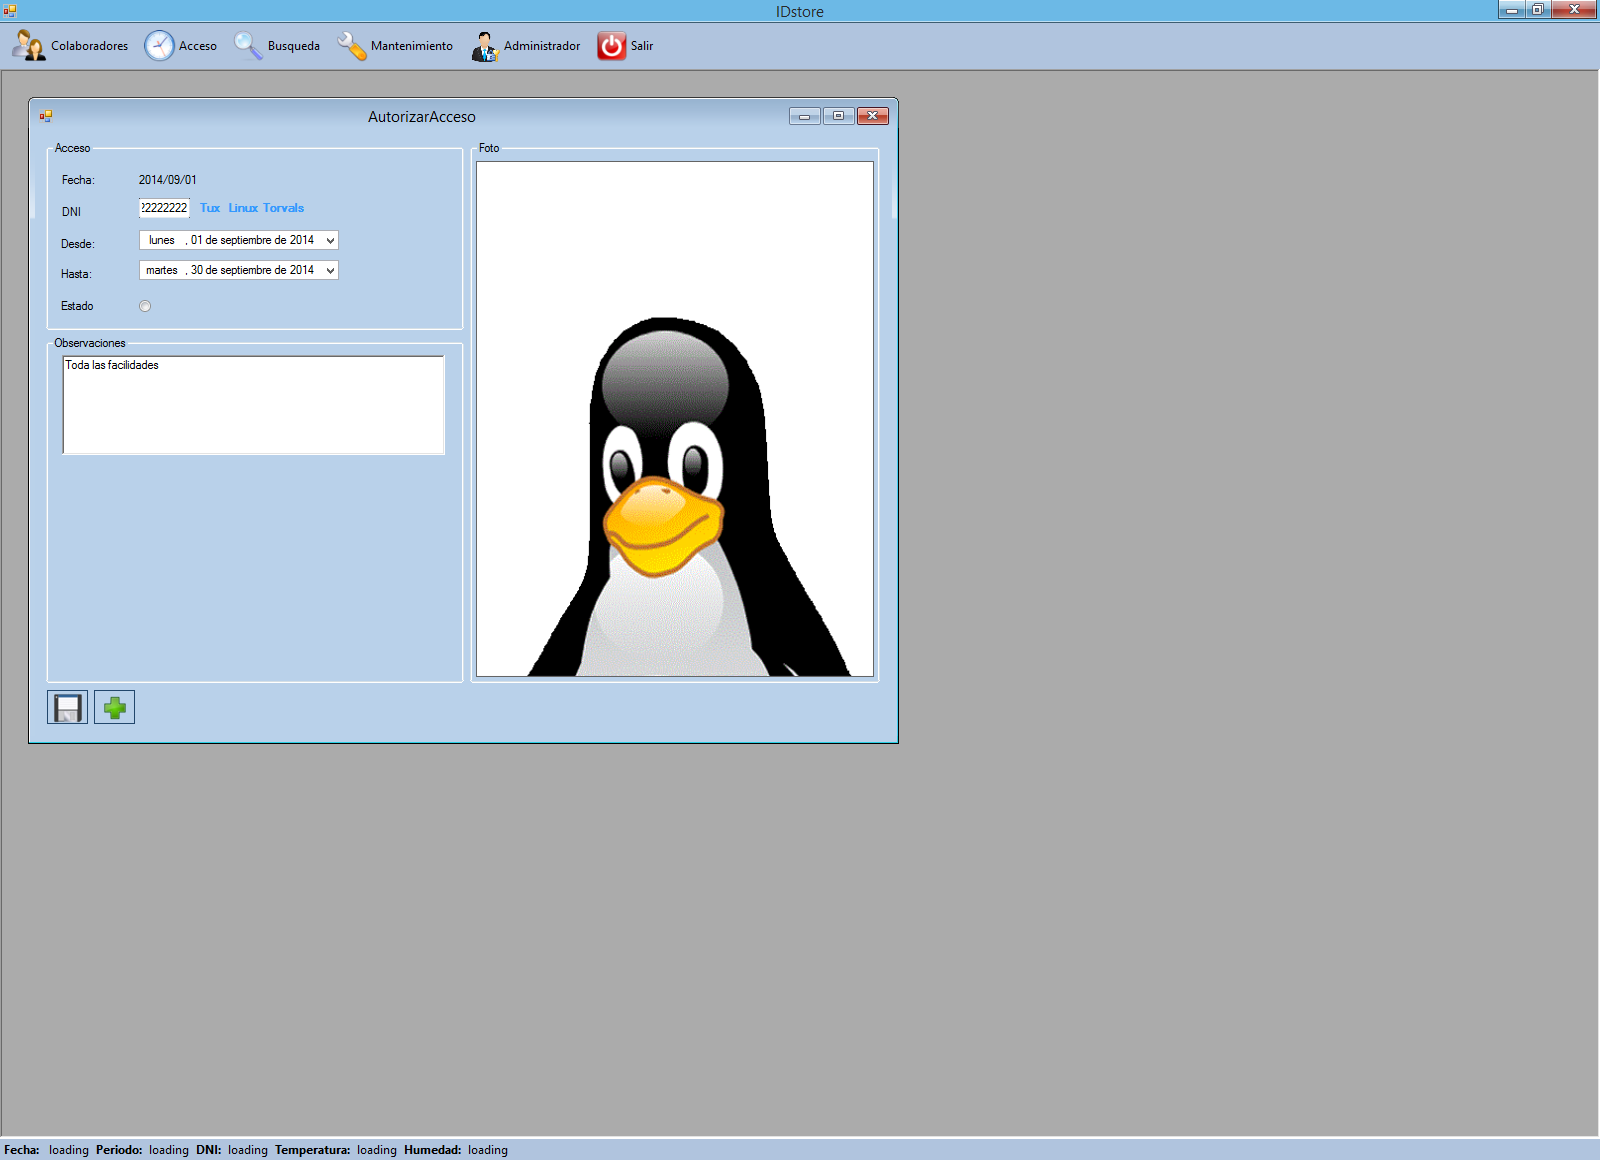 IDstore
Colaboradores Acceso Busqueda Mantenimiento Administrador Salir
AutorizarAcceso
Acceso
Fecha: 2014/09/01
DNI 22222222 Tux Linux Torvals
Desde: lunes , 01 de septiembre de 2014
Hasta: martes , 30 de septiembre de 2014
Estado
Observaciones
Toda las facilidades
Foto
Fecha: loading Periodo: loading DNI: loading Temperatura: loading Humedad: loading